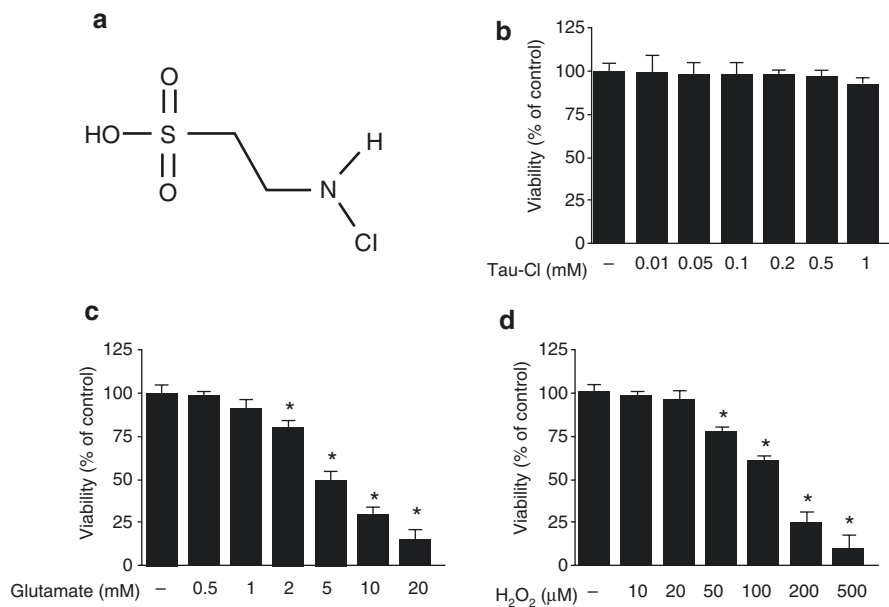 a
O
HO
S
O
H
N
Cl
b
Viability (% of control)
125
100
75
50
25
0
Tau-Cl (mM)
– 0.01 0.05 0.1 0.2 0.5 1
c
Viability (% of control)
125
100
75
50
25
0
* * * *
Glutamate (mM) – 0.5 1 2 5 10 20
d
Viability (% of control)
125
100
75
50
25
0
* * * *
H₂O₂ (μM) – 10 20 50 100 200 500